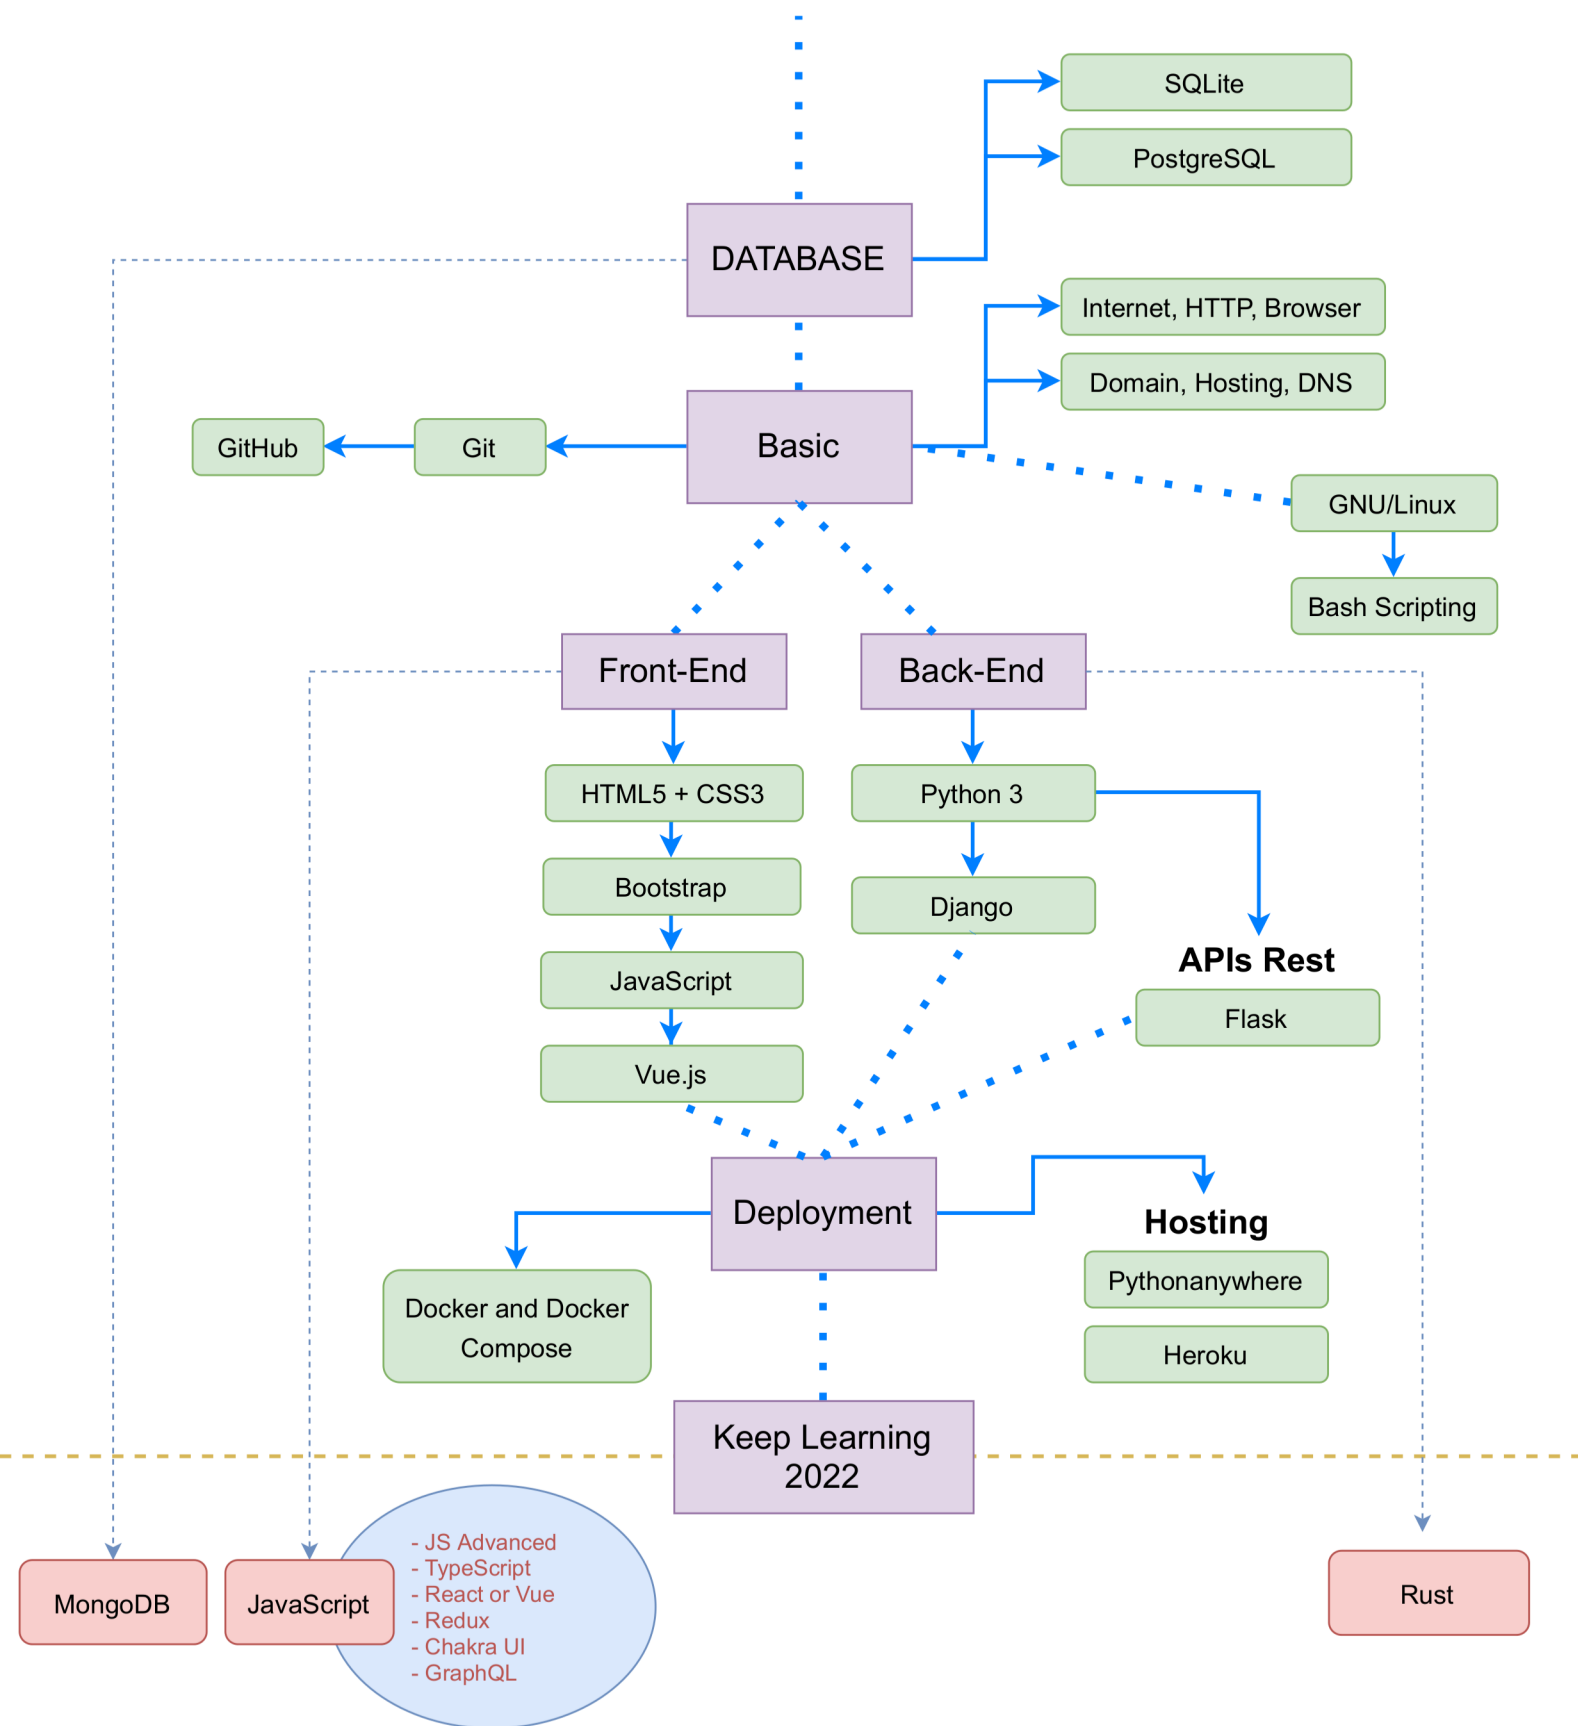 SQLite
PostgreSQL
DATABASE
Internet, HTTP, Browser
Domain, Hosting, DNS
GitHub
Git
Basic
GNU/Linux
Bash Scripting
Front-End
Back-End
HTML5 + CSS3
Python 3
Bootstrap
Django
JavaScript
APIs Rest
Flask
Vue.js
Deployment
Hosting
Pythonanywhere
Docker and Docker
Compose
Heroku
Keep Learning
2022
MongoDB
JavaScript
- JS Advanced
- TypeScript
- React or Vue
- Redux
- Chakra UI
- GraphQL
Rust